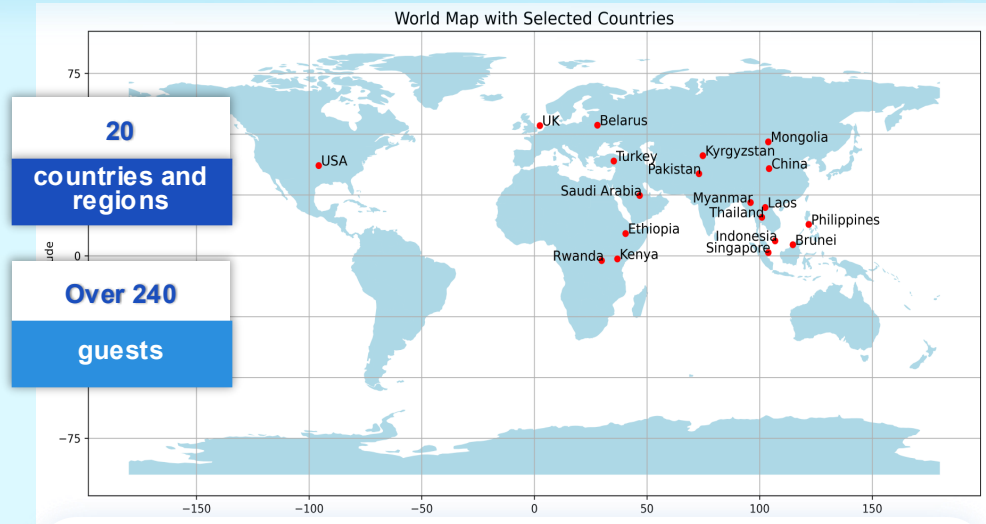 World Map with Selected Countries
75
20
countries and
regions
UK
Belarus
Mongolia
USA
Turkey
Kyrgyzstan
China
Pakistan
Saudi Arabia
Myanmar
Laos
Thailand
Philippines
Ethiopia
Indonesia
Brunei
Singapore
Rwanda
Kenya
ude
0
Over 240
guests
−75
−150
−100
−50
0
50
100
150